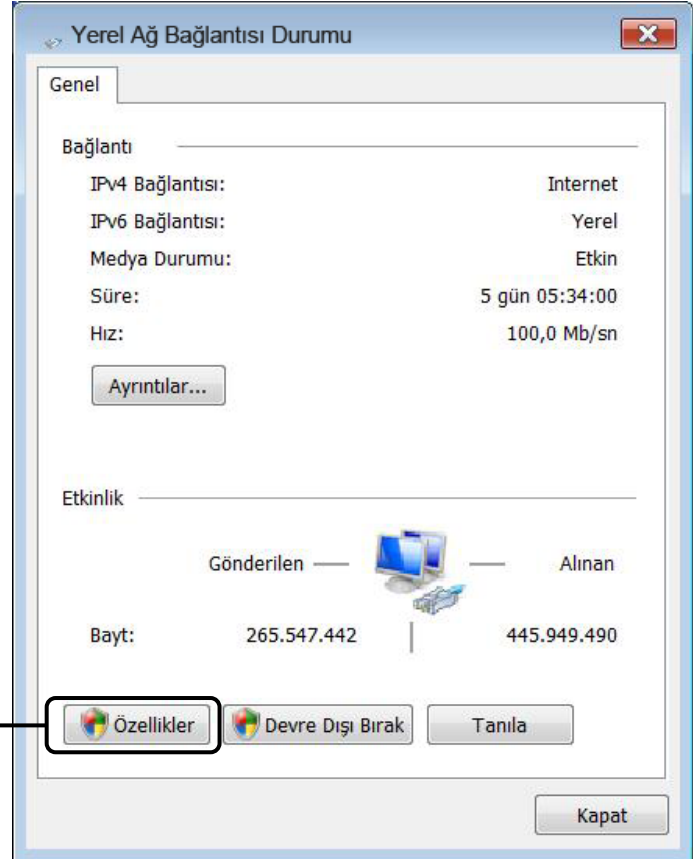 Yerel Ağ Bağlantısı Durumu
Genel
Bağlantı
IPv4 Bağlantısı: Internet
IPv6 Bağlantısı: Yerel
Medya Durumu: Etkin
Süre: 5 gün 05:34:00
Hız: 100,0 Mb/sn
Ayrıntılar...
Etkinlik
Gönderilen Alınan
Bayt: 265.547.442 445.949.490
Özellikler Devre Dışı Bırak Tanıla
Kapat